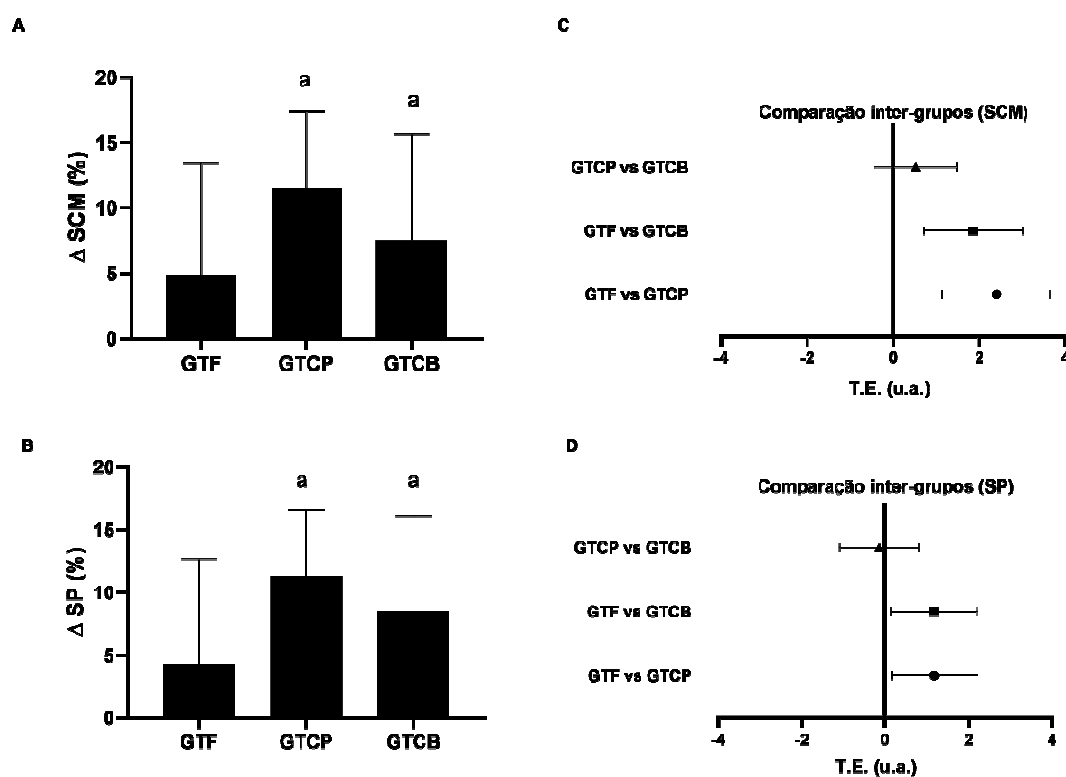 A
20
15
10
5
0
Δ SCM (%)
a
a
GTF GTCP GTCB
C
Comparação inter-grupos (SCM)
GTCP vs GTCB
GTF vs GTCB
GTF vs GTCP
-4 -2 0 2 4
T.E. (u.a.)
B
20
15
10
5
0
Δ SP (%)
a
a
GTF GTCP GTCB
D
Comparação inter-grupos (SP)
GTCP vs GTCB
GTF vs GTCB
GTF vs GTCP
-4 -2 0 2 4
T.E. (u.a.)